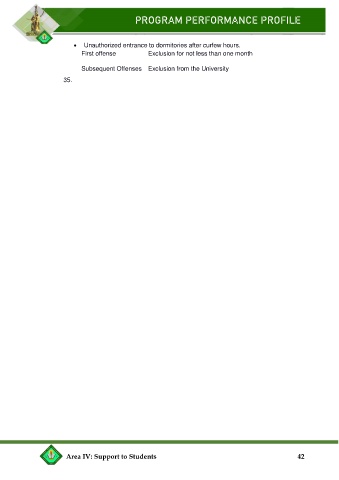 PROGRAM PERFORMANCE PROFILE
• Unauthorized entrance to dormitories after curfew hours.
First offense Exclusion for not less than one month
Subsequent Offenses Exclusion from the University
35.
Area IV: Support to Students 42